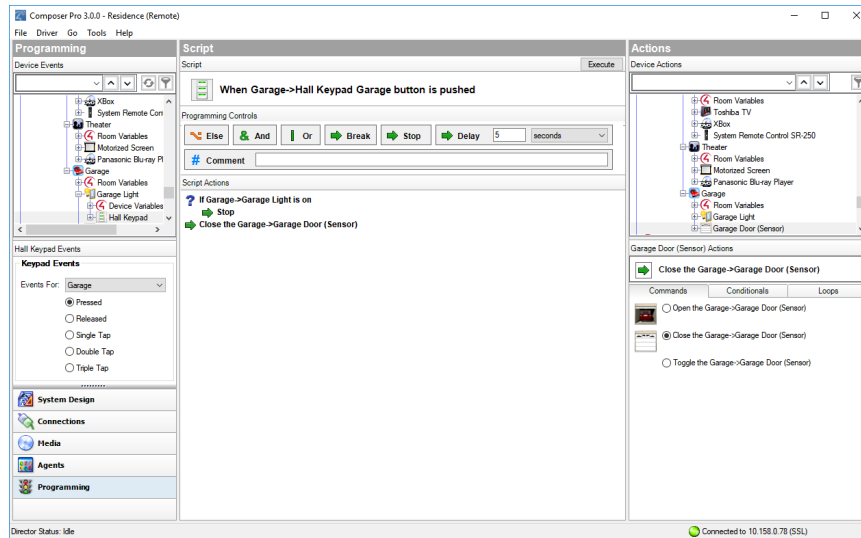 Composer Pro 3.0.0 - Residence (Remote)
File Driver Go Tools Help
Programming
Device Events
XBox
System Remote Con
Theater
Room Variables
Motorized Screen
Panasonic Blu-ray Pl
Garage
Room Variables
Garage Light
Device Variables
Hall Keypad
Hall Keypad Events
Keypad Events
Events For: Garage
Pressed
Released
Single Tap
Double Tap
Triple Tap
System Design
Connections
Media
Agents
Programming
Script
Script Execute
When Garage->Hall Keypad Garage button is pushed
Programming Controls
Else & And | Or Break Stop Delay 5 seconds
# Comment
Script Actions
? If Garage->Garage Light is on
Stop
Close the Garage->Garage Door (Sensor)
Actions
Device Actions
Room Variables
Toshiba TV
XBox
System Remote Control SR-250
Theater
Room Variables
Motorized Screen
Panasonic Blu-ray Player
Garage
Room Variables
Garage Light
Garage Door (Sensor)
Garage Door (Sensor) Actions
Close the Garage->Garage Door (Sensor)
Commands Conditionals Loops
Open the Garage->Garage Door (Sensor)
Close the Garage->Garage Door (Sensor)
Toggle the Garage->Garage Door (Sensor)
Director Status: Idle
Connected to 10.158.0.78 (SSL)